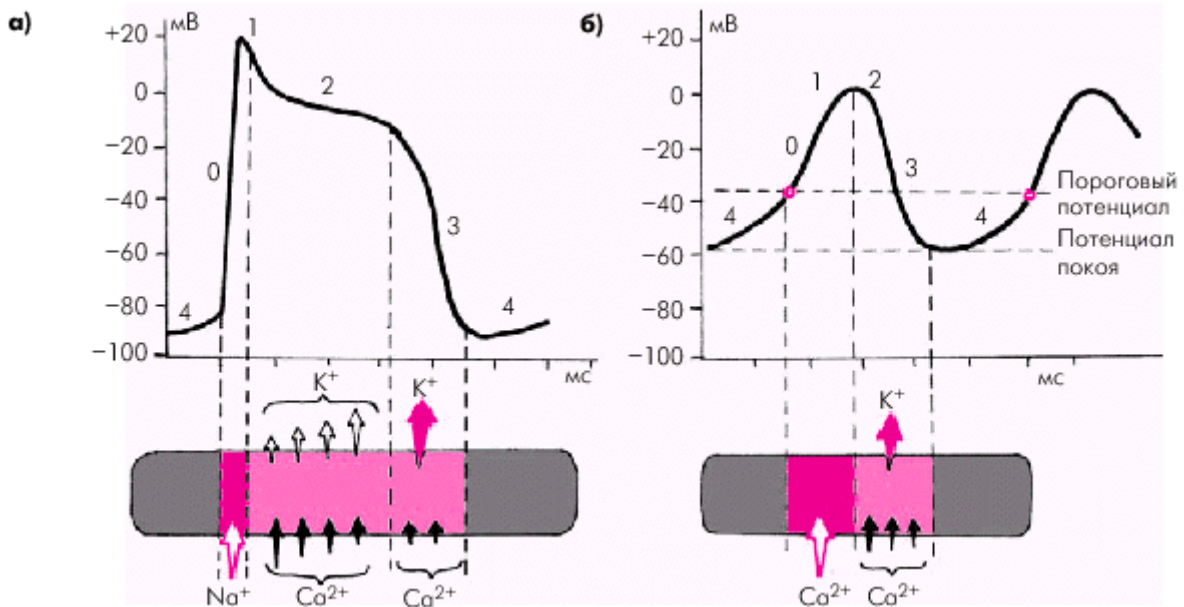 а)
мВ
+20
0
−20
−40
−60
−80
−100
1
2
0
3
4
4
мс
K⁺
K⁺
Na⁺
Ca²⁺
Ca²⁺
б)
мВ
+20
0
−20
−40
−60
−80
−100
1
2
0
3
4
4
Пороговый
потенциал
Потенциал
покоя
мс
K⁺
Ca²⁺
Ca²⁺